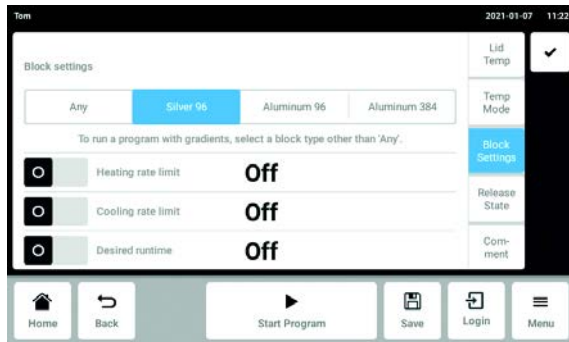 Tom
2021-01-07 11:22
Block settings
Any
Silver 96
Aluminum 96
Aluminum 384
To run a program with gradients, select a block type other than 'Any'.
Heating rate limit
Off
Cooling rate limit
Off
Desired runtime
Off
Lid
Temp
Temp
Mode
Block
Settings
Release
State
Com-
ment
Home
Back
Start Program
Save
Login
Menu